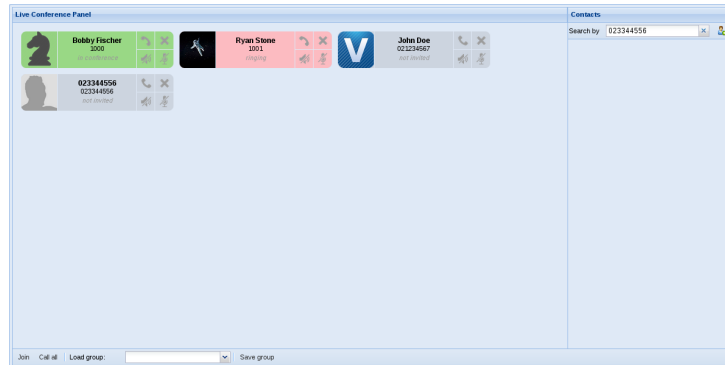 Live Conference Panel
Contacts
Search by 023344556
Bobby Fischer
1000
in conference
Ryan Stone
1001
ringing
V
John Doe
021234567
not invited
023344556
023344556
not invited
Join Call all Load group: Save group